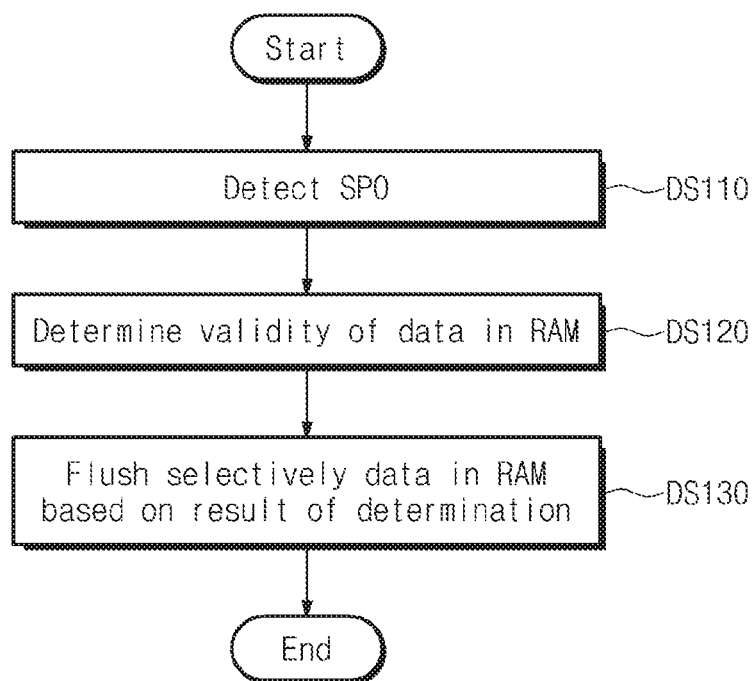 Start
Detect SPO
DS110
Determine validity of data in RAM
DS120
Flush selectively data in RAM
based on result of determination
DS130
End